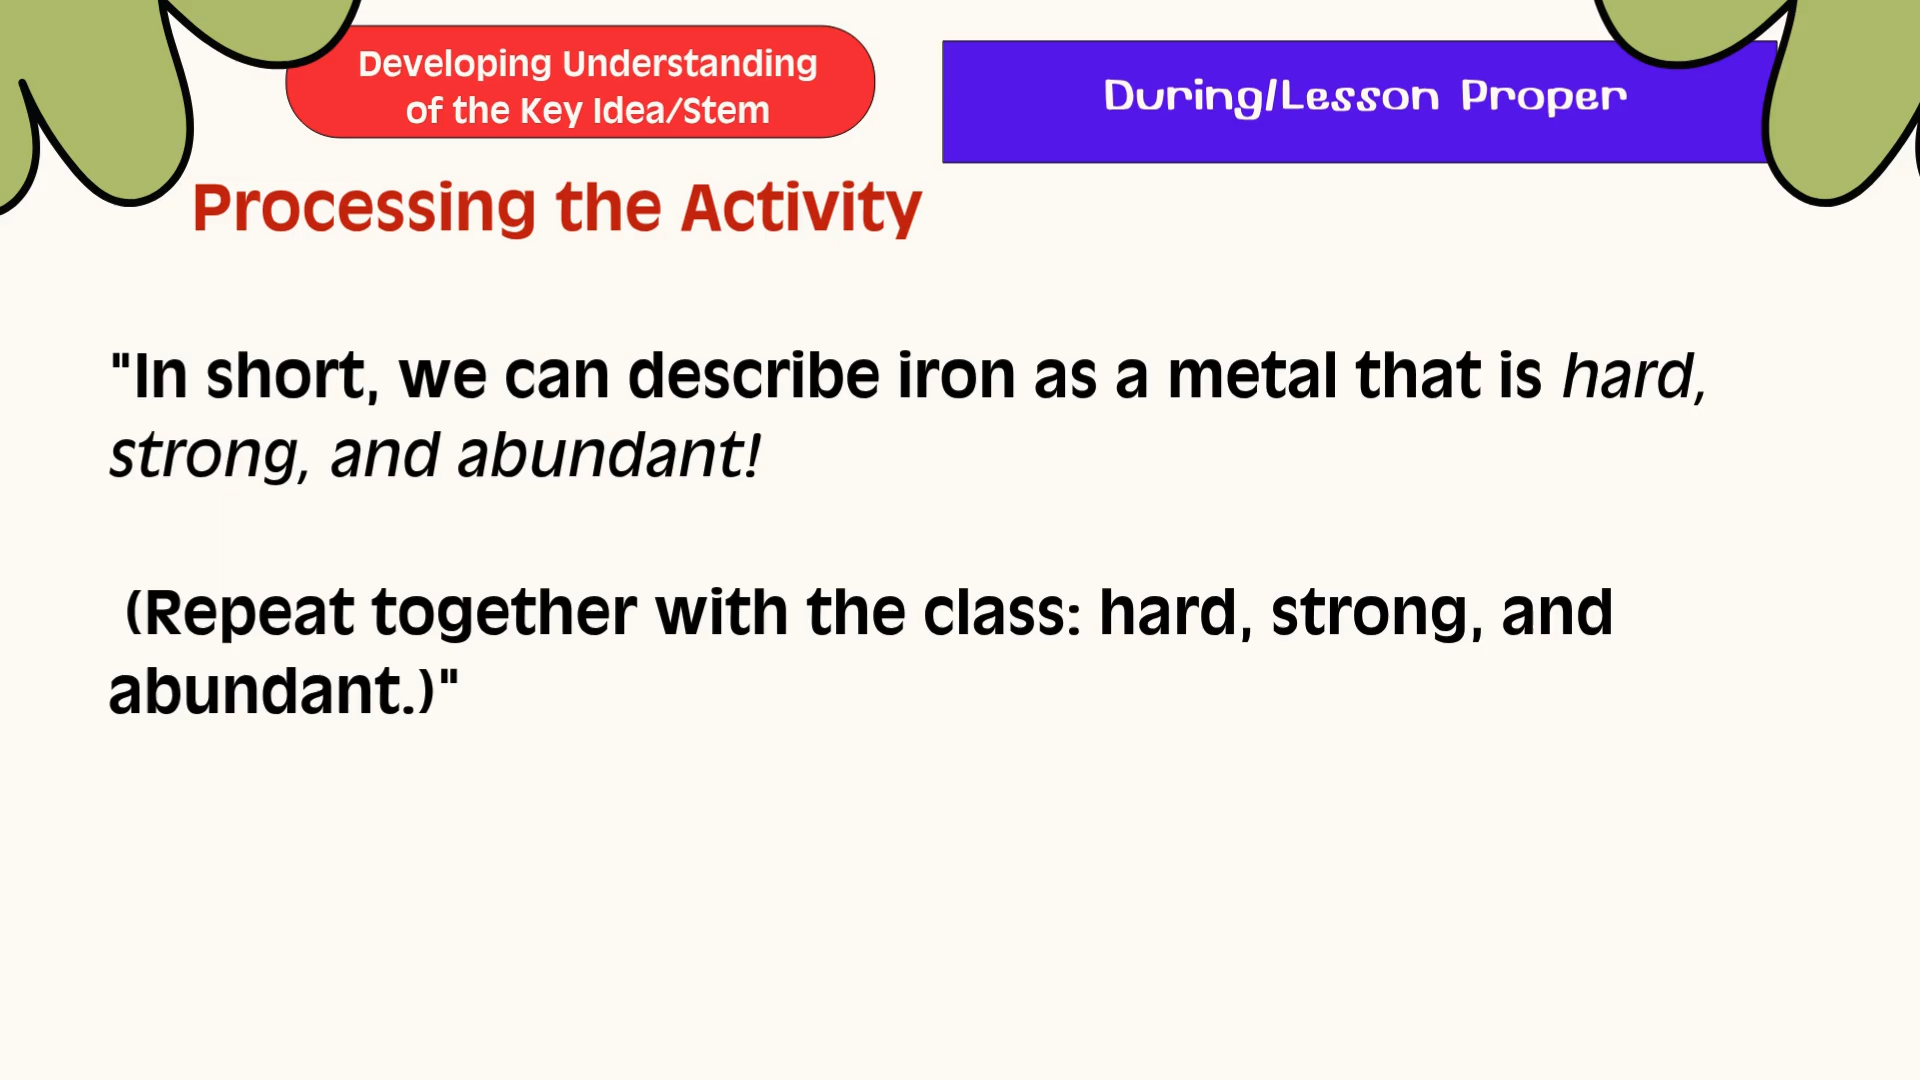 Developing Understanding
of the Key Idea/Stem
During/Lesson Proper
Processing the Activity
"In short, we can describe iron as a metal that is hard,
strong, and abundant!
(Repeat together with the class: hard, strong, and
abundant.)"